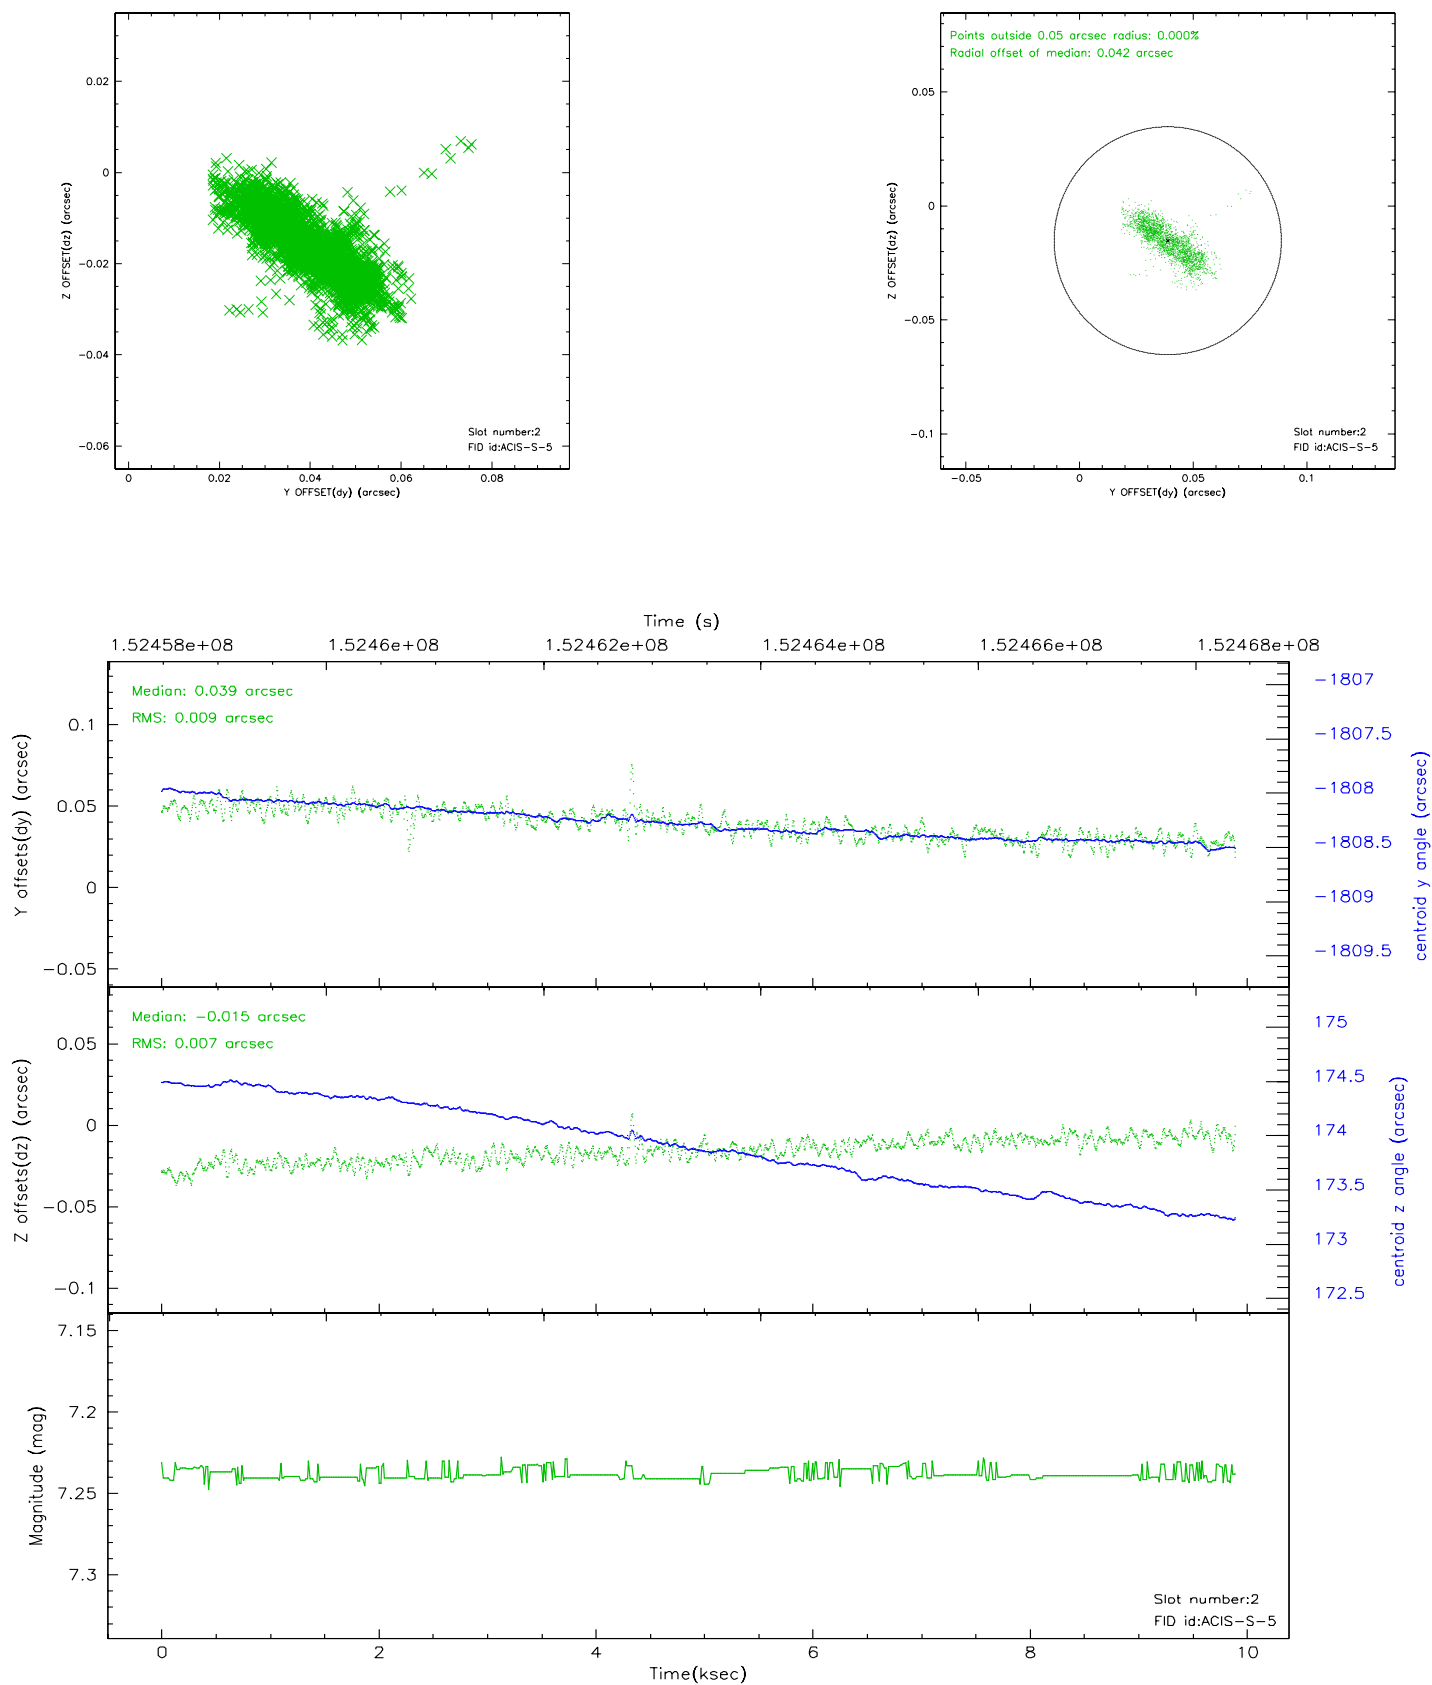 0.02
0
−0.02
−0.04
−0.06
Z OFFSET(dz) (arcsec)
0
0.02
0.04
0.06
0.08
Y OFFSET(dy) (arcsec)
Slot number:2
FID id:ACIS−S−5
Points outside 0.05 arcsec radius: 0.000%
Radial offset of median: 0.042 arcsec
0.05
0
−0.05
−0.1
Z OFFSET(dz) (arcsec)
−0.05
0
0.05
0.1
Y OFFSET(dy) (arcsec)
Slot number:2
FID id:ACIS−S−5
Time (s)
1.52458e+08
1.5246e+08
1.52462e+08
1.52464e+08
1.52466e+08
1.52468e+08
Median: 0.039 arcsec
RMS: 0.009 arcsec
0.1
0.05
0
−0.05
Y offsets(dy) (arcsec)
−1807
−1807.5
−1808
−1808.5
−1809
−1809.5
centroid y angle (arcsec)
Median: −0.015 arcsec
RMS: 0.007 arcsec
0.05
0
−0.05
−0.1
Z offsets(dz) (arcsec)
175
174.5
174
173.5
173
172.5
centroid z angle (arcsec)
7.15
7.2
7.25
7.3
Magnitude (mag)
Slot number:2
FID id:ACIS−S−5
0
2
4
6
8
10
Time(ksec)